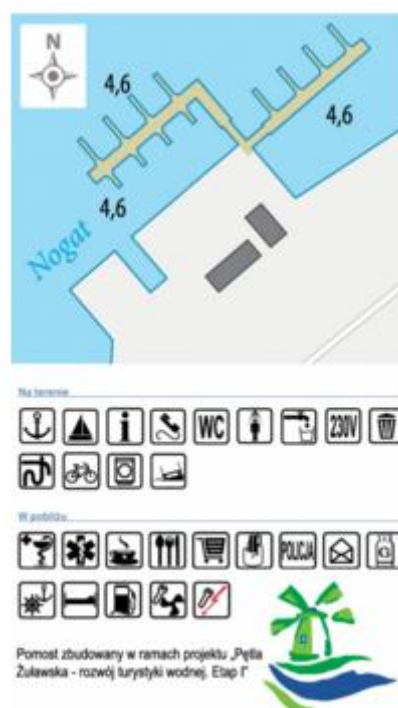 N
4,6
4,6
4,6
Nogat
Na terenie
i
WC
230V
W pobliżu
POLICJA
Pomost zbudowany w ramach projektu „Pętla
Żuławska - rozwój turystyki wodnej. Etap I”